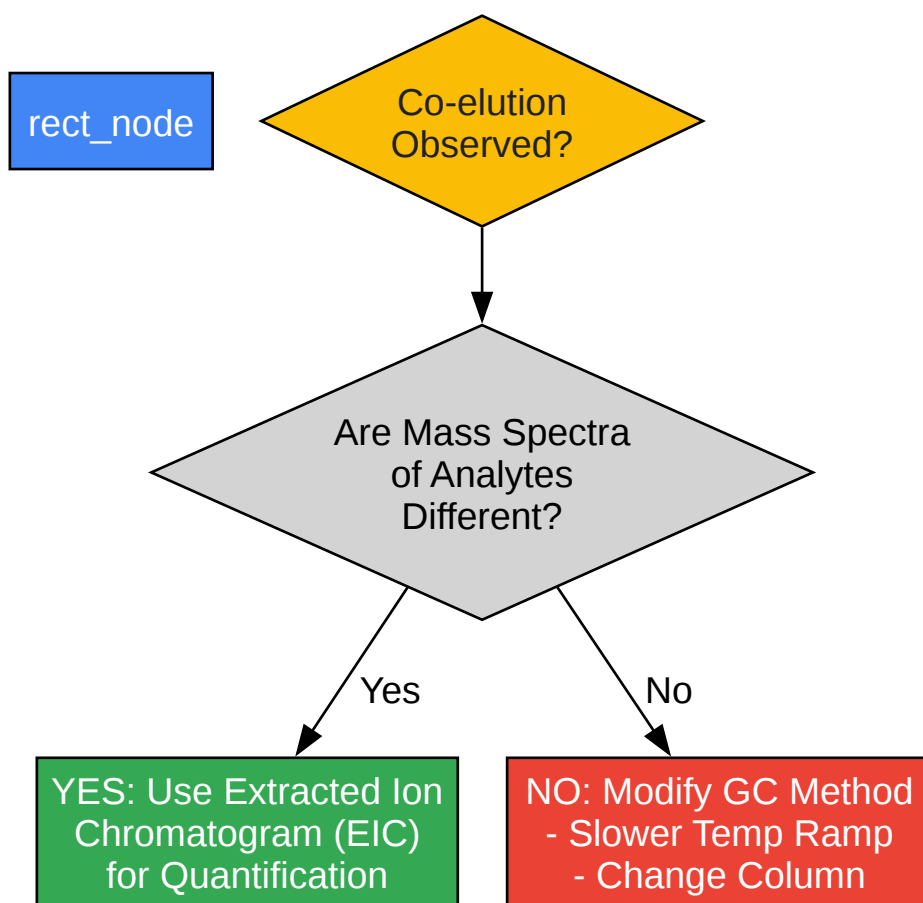 rect_node
Co-elution
Observed?
Are Mass Spectra
of Analytes
Different?
Yes
No
YES: Use Extracted Ion
Chromatogram (EIC)
for Quantification
NO: Modify GC Method
- Slower Temp Ramp
- Change Column